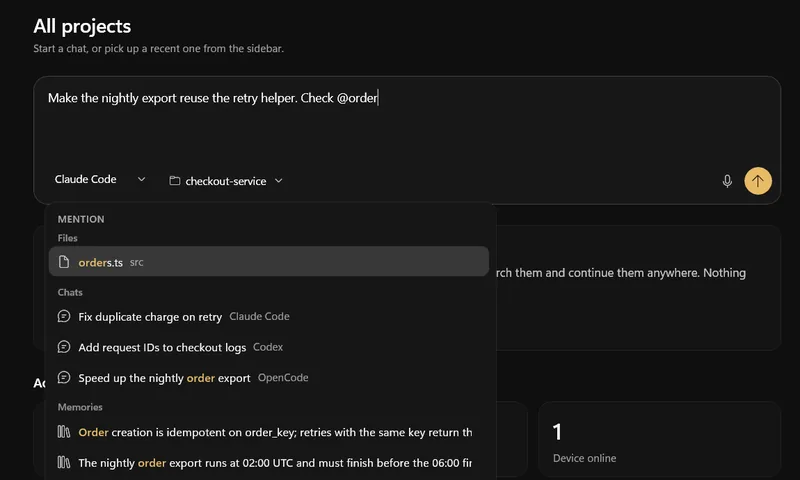 All projects
Start a chat, or pick up a recent one from the sidebar.
Make the nightly export reuse the retry helper. Check @order
Claude Code
checkout-service
MENTION
Files
orders.ts src
rch them and continue them anywhere. Nothing
Chats
Fix duplicate charge on retry Claude Code
Add request IDs to checkout logs Codex
Speed up the nightly order export OpenCode
Memories
Order creation is idempotent on order_key; retries with the same key return th
The nightly order export runs at 02:00 UTC and must finish before the 06:00 fir
1
Device online